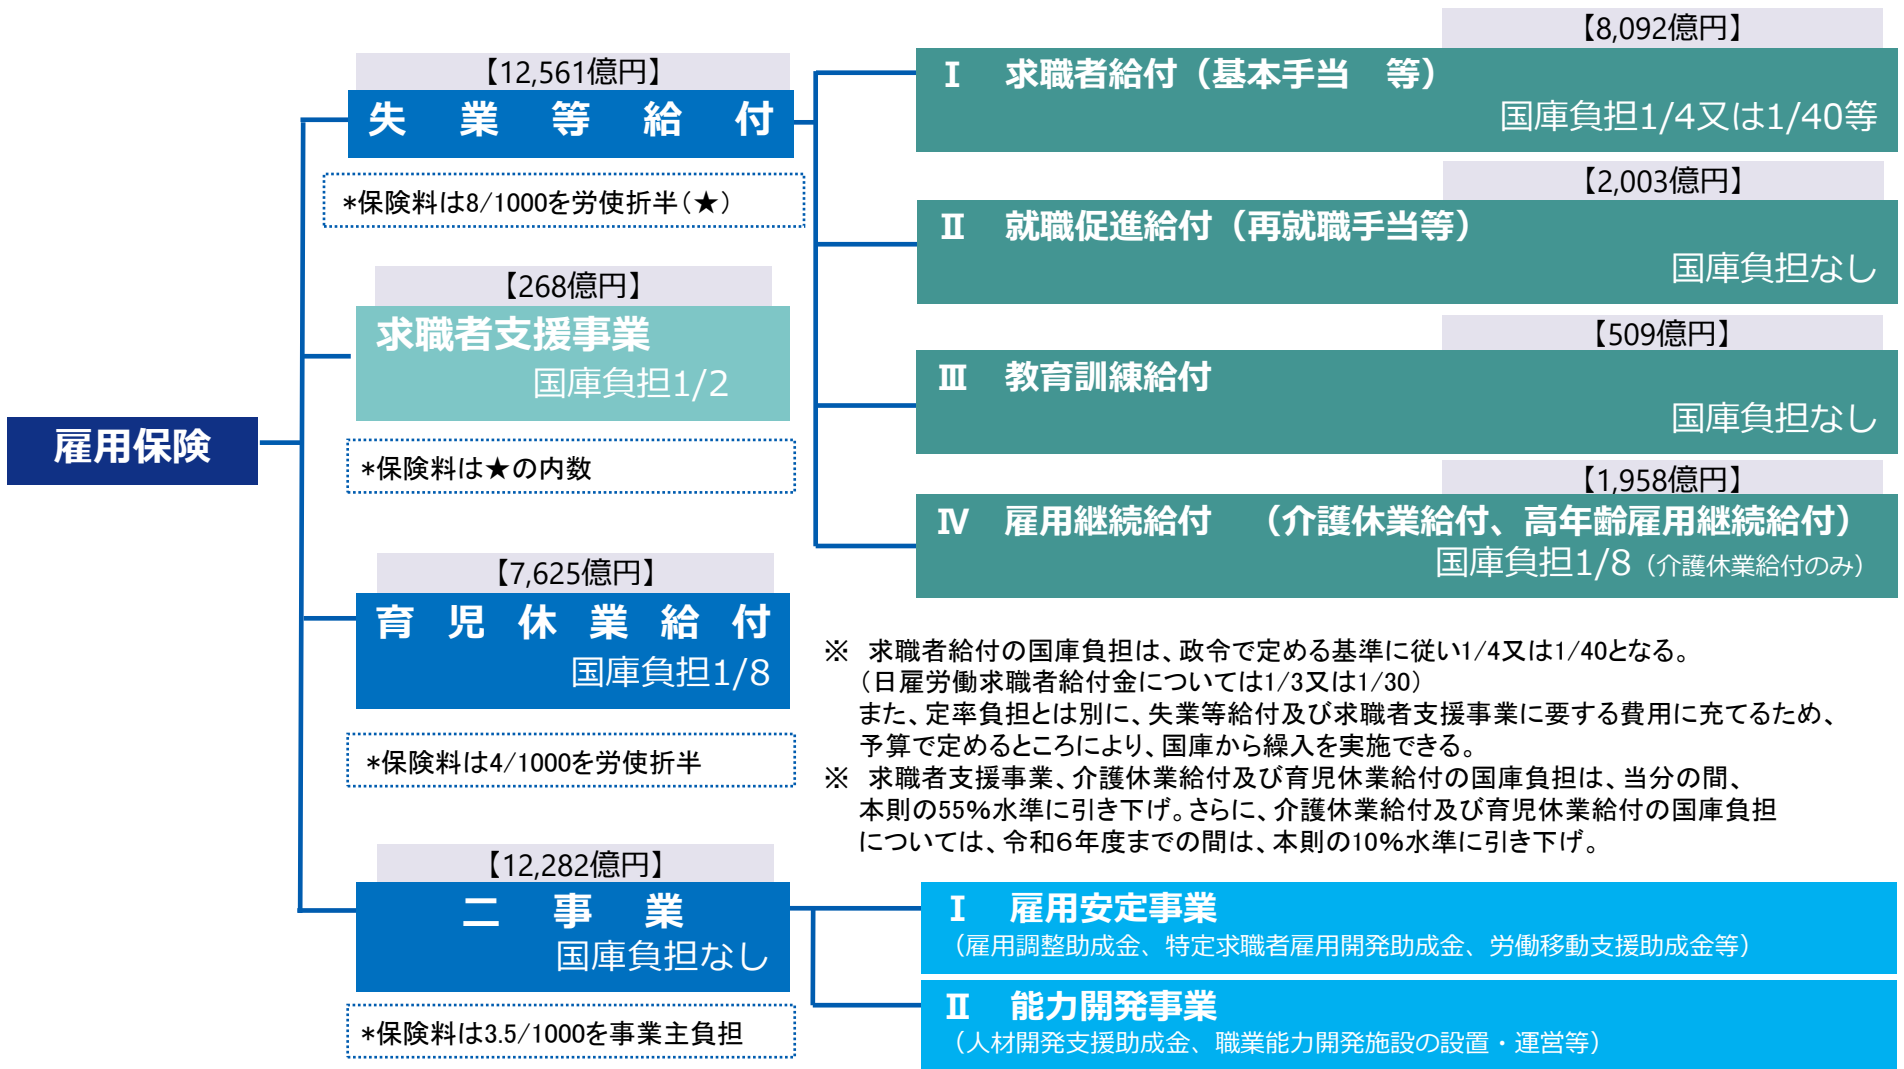 雇用保険
【12,561億円】
失業等給付
*保険料は8/1000を労使折半(★)
【268億円】
求職者支援事業
国庫負担1/2
*保険料は★の内数
【7,625億円】
育児休業給付
国庫負担1/8
*保険料は4/1000を労使折半
【12,282億円】
二事業
国庫負担なし
*保険料は3.5/1000を事業主負担
【8,092億円】
Ⅰ 求職者給付(基本手当 等)
国庫負担1/4又は1/40等
【2,003億円】
Ⅱ 就職促進給付(再就職手当等)
国庫負担なし
【509億円】
Ⅲ 教育訓練給付
国庫負担なし
【1,958億円】
Ⅳ 雇用継続給付 (介護休業給付、高年齢雇用継続給付)
国庫負担1/8(介護休業給付のみ)
※ 求職者給付の国庫負担は、政令で定める基準に従い1/4又は1/40となる。
(日雇労働求職者給付金については1/3又は1/30)
また、定率負担とは別に、失業等給付及び求職者支援事業に要する費用に充てるため、
予算で定めるところにより、国庫から繰入を実施できる。
※ 求職者支援事業、介護休業給付及び育児休業給付の国庫負担は、当分の間、
本則の55%水準に引き下げ。さらに、介護休業給付及び育児休業給付の国庫負担
については、令和6年度までの間は、本則の10%水準に引き下げ。
Ⅰ 雇用安定事業
(雇用調整助成金、特定求職者雇用開発助成金、労働移動支援助成金等)
Ⅱ 能力開発事業
(人材開発支援助成金、職業能力開発施設の設置・運営等)